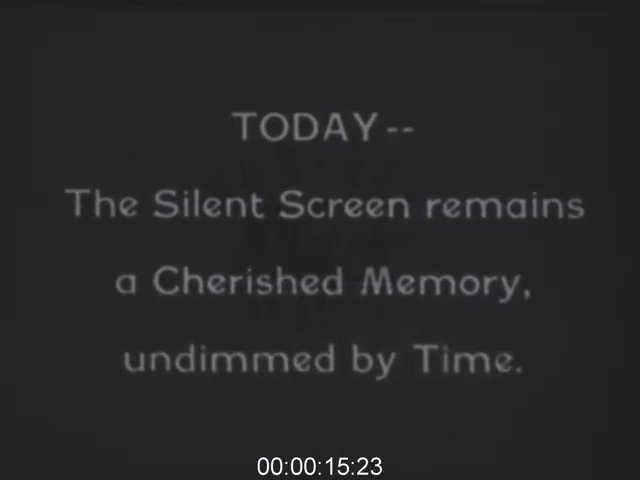 TODAY--
The Silent Screen remains
a Cherished Memory,
undimmed by Time.
00:00:15:23